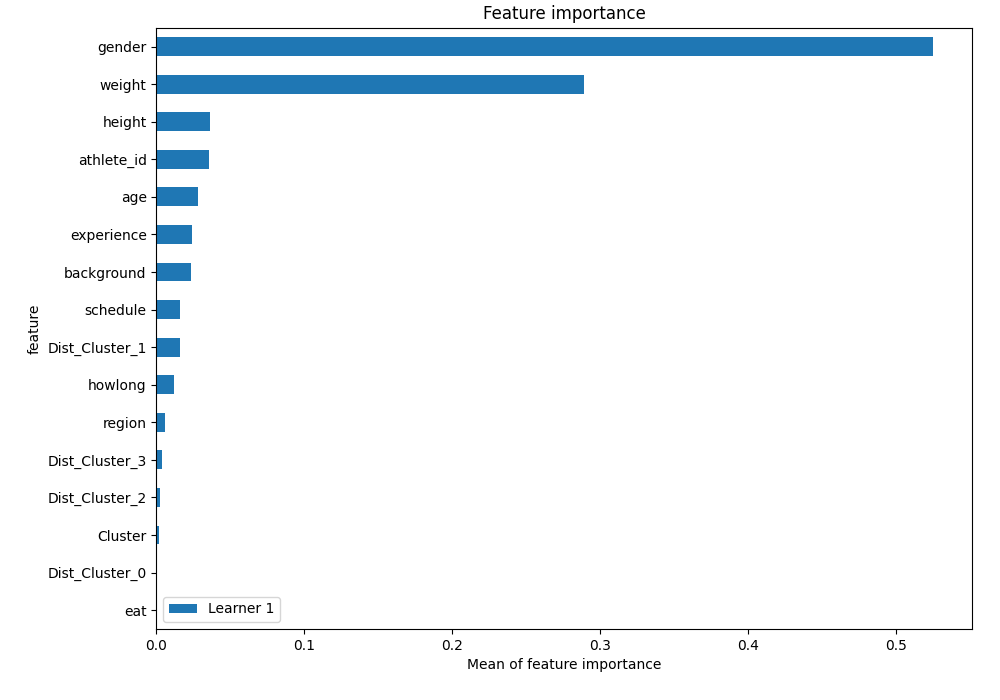 Feature importance
gender
weight
height
athlete_id
age
experience
background
schedule
Dist_Cluster_1
howlong
region
Dist_Cluster_3
Dist_Cluster_2
Cluster
Dist_Cluster_0
eat
feature
Learner 1
0.0 0.1 0.2 0.3 0.4 0.5
Mean of feature importance